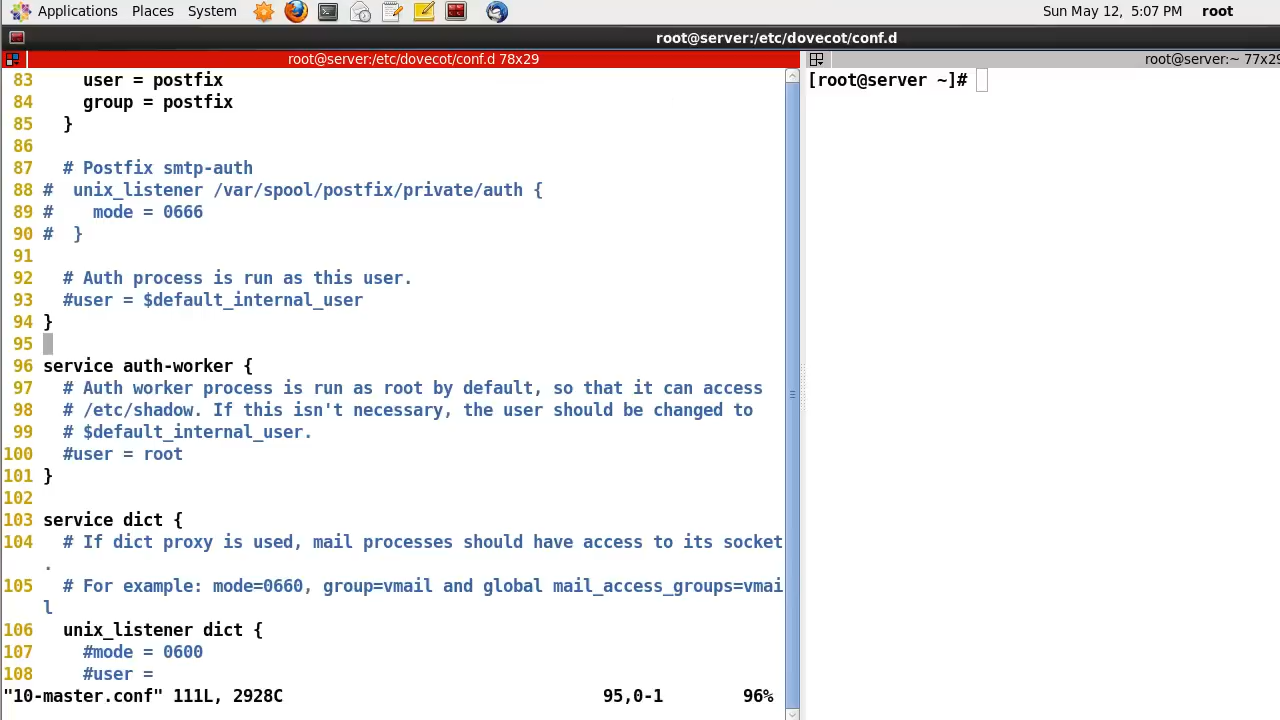 Applications Places System Sun May 12, 5:07 PM root
root@server:/etc/dovecot/conf.d
root@server:/etc/dovecot/conf.d 78x29
root@server:~ 77x29
83     user = postfix
84     group = postfix
85   }
86
87   # Postfix smtp-auth
88 #  unix_listener /var/spool/postfix/private/auth {
89 #    mode = 0666
90 #  }
91
92   # Auth process is run as this user.
93   #user = $default_internal_user
94 }
95
96 service auth-worker {
97   # Auth worker process is run as root by default, so that it can access
98   # /etc/shadow. If this isn't necessary, the user should be changed to
99   # $default_internal_user.
100   #user = root
101 }
102
103 service dict {
104   # If dict proxy is used, mail processes should have access to its socket
.
105   # For example: mode=0660, group=vmail and global mail_access_groups=vmai
l
106   unix_listener dict {
107     #mode = 0600
108     #user =
"10-master.conf" 111L, 2928C 95,0-1 96%
[root@server ~]#